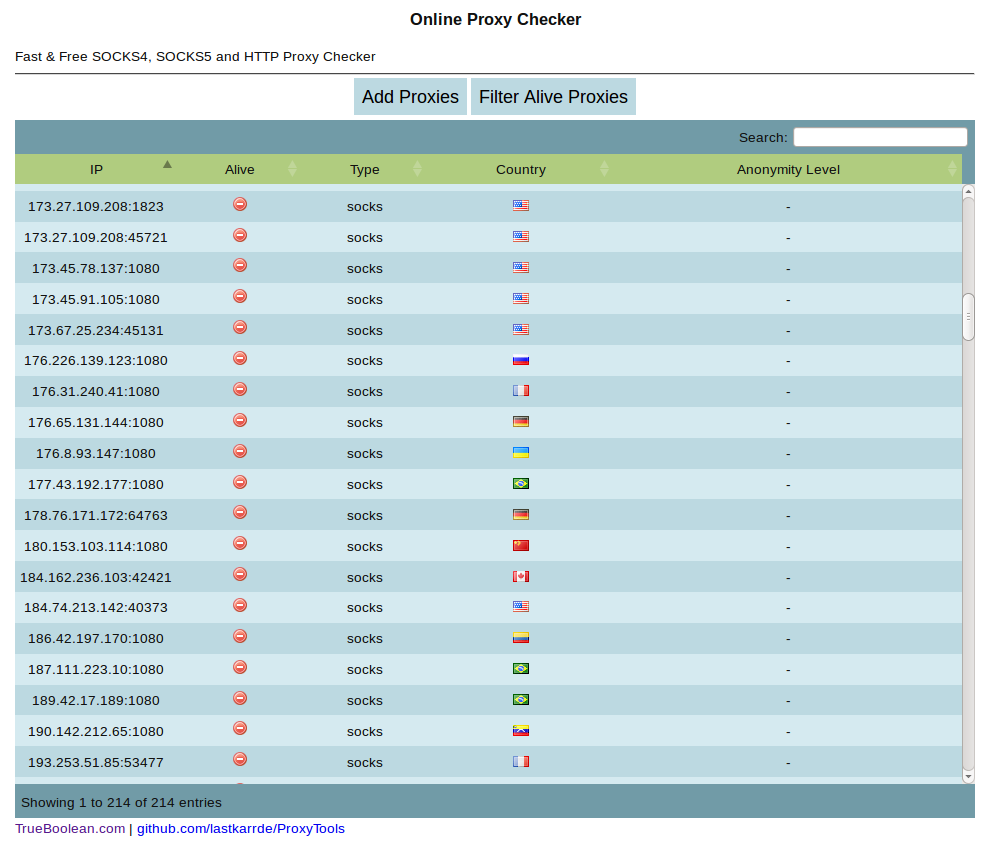 Online Proxy Checker
Fast & Free SOCKS4, SOCKS5 and HTTP Proxy Checker
Add Proxies Filter Alive Proxies
Search:
IP Alive Type Country Anonymity Level
173.27.109.208:1823 socks -
173.27.109.208:45721 socks -
173.45.78.137:1080 socks -
173.45.91.105:1080 socks -
173.67.25.234:45131 socks -
176.226.139.123:1080 socks -
176.31.240.41:1080 socks -
176.65.131.144:1080 socks -
176.8.93.147:1080 socks -
177.43.192.177:1080 socks -
178.76.171.172:64763 socks -
180.153.103.114:1080 socks -
184.162.236.103:42421 socks -
184.74.213.142:40373 socks -
186.42.197.170:1080 socks -
187.111.223.10:1080 socks -
189.42.17.189:1080 socks -
190.142.212.65:1080 socks -
193.253.51.85:53477 socks -
Showing 1 to 214 of 214 entries
TrueBoolean.com | github.com/lastkarrde/ProxyTools